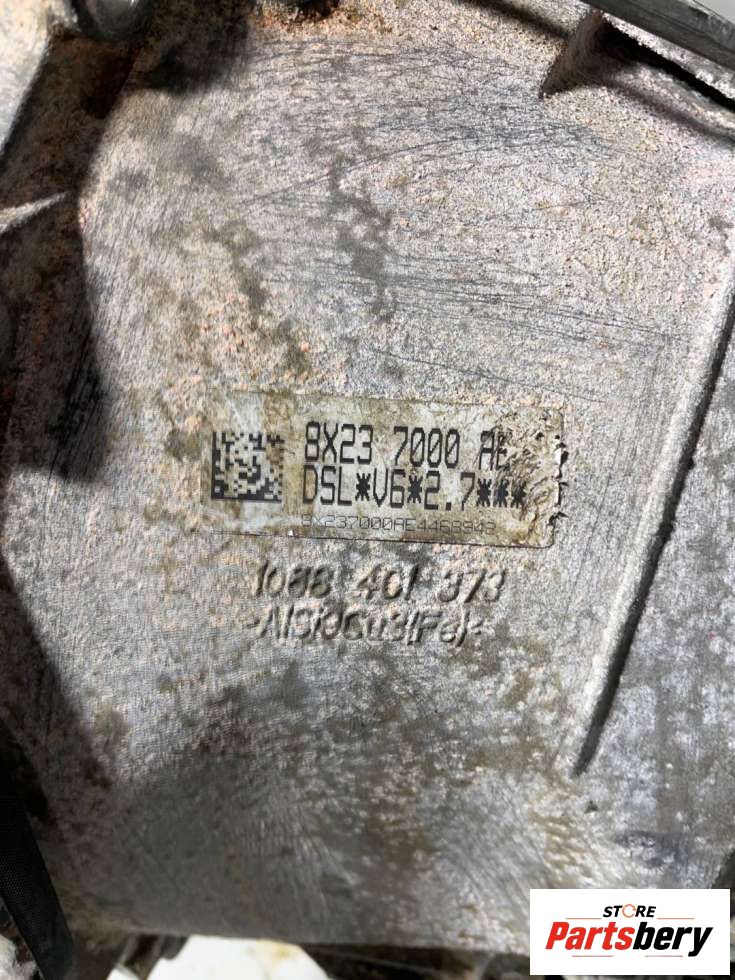 8X23 7000 AE
DSL*V6*2.7***
8X237000AE4468943
1068 401 373
>AlSi9Cu3(Fe)<
STORE
Partsbery